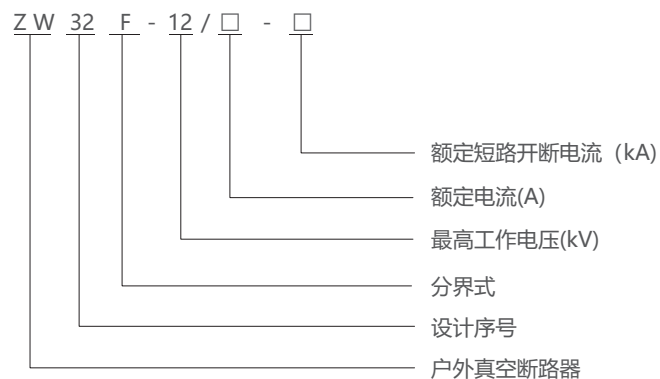 ZW 32 F - 12 / □ - □
额定短路开断电流（kA)
额定电流(A)
最高工作电压(kV)
分界式
设计序号
户外真空断路器